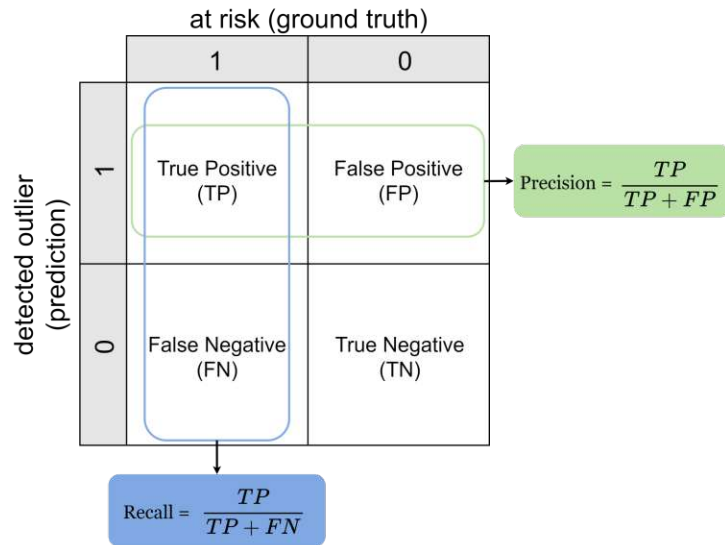 at risk (ground truth)
1 0
detected outlier
(prediction)
1
True Positive
(TP)
False Positive
(FP)
Precision = TP / TP + FP
0
False Negative
(FN)
True Negative
(TN)
Recall = TP / TP + FN